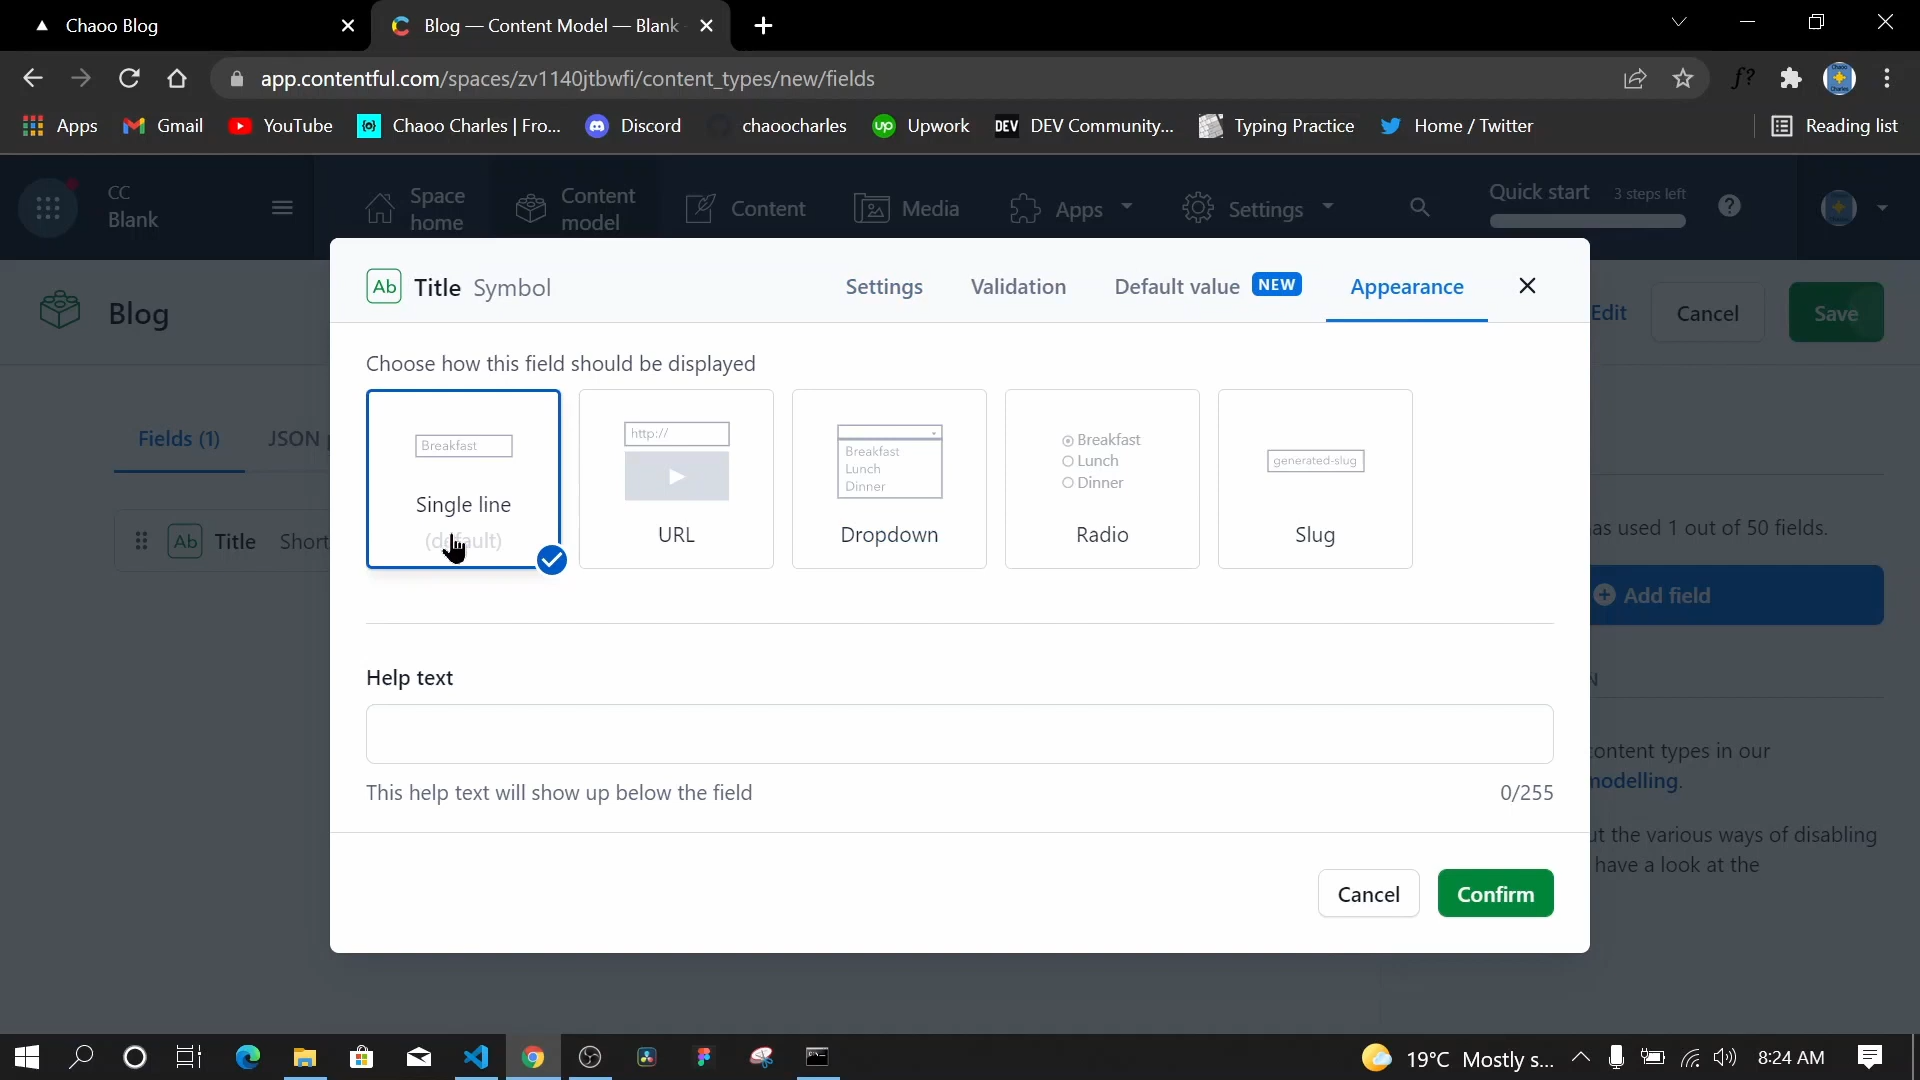 Chaoo Blog
Blog — Content Model — Blank
app.contentful.com/spaces/zv1140jtbwfi/content_types/new/fields
Apps
Gmail
YouTube
Chaoo Charles | Fro...
Discord
chaoocharles
Upwork
DEV Community...
Typing Practice
Home / Twitter
Reading list
CC
Blank
Space
home
Content
model
Content
Media
Apps
Settings
Quick start 3 steps left
Blog
Edit
Cancel
Save
Ab Title Symbol
Settings
Validation
Default value NEW
Appearance
Choose how this field should be displayed
Breakfast
Single line
(default)
http://
URL
Breakfast
Lunch
Dinner
Dropdown
Breakfast
Lunch
Dinner
Radio
generated-slug
Slug
Fields (1)
JSON
Ab Title Short
as used 1 out of 50 fields.
Add field
Help text
This help text will show up below the field
0/255
ontent types in our
odelling.
t the various ways of disabling
have a look at the
Cancel
Confirm
19°C Mostly s...
8:24 AM